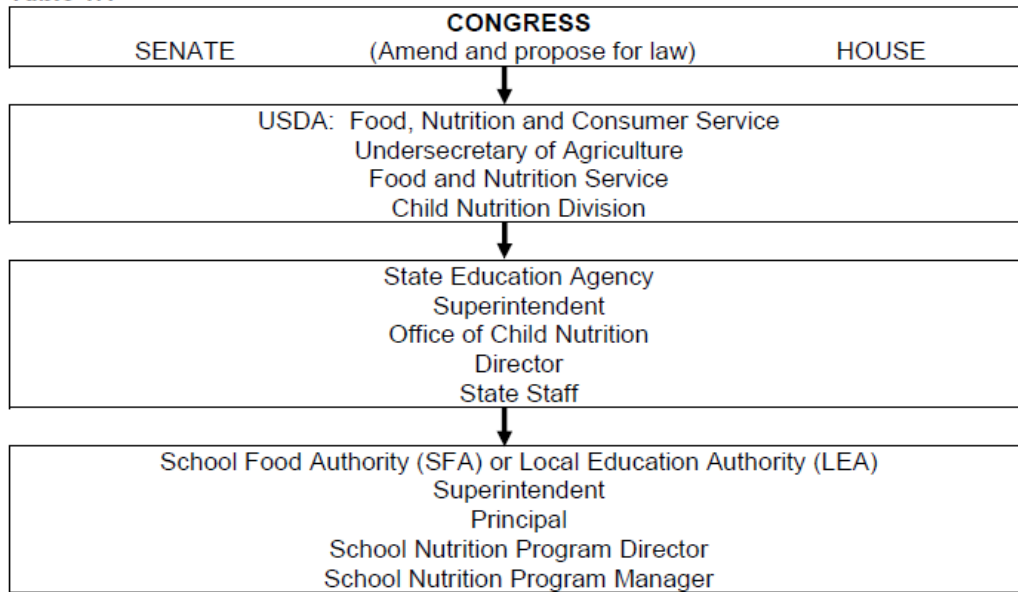 CONGRESS
SENATE (Amend and propose for law) HOUSE
USDA: Food, Nutrition and Consumer Service
Undersecretary of Agriculture
Food and Nutrition Service
Child Nutrition Division
State Education Agency
Superintendent
Office of Child Nutrition
Director
State Staff
School Food Authority (SFA) or Local Education Authority (LEA)
Superintendent
Principal
School Nutrition Program Director
School Nutrition Program Manager